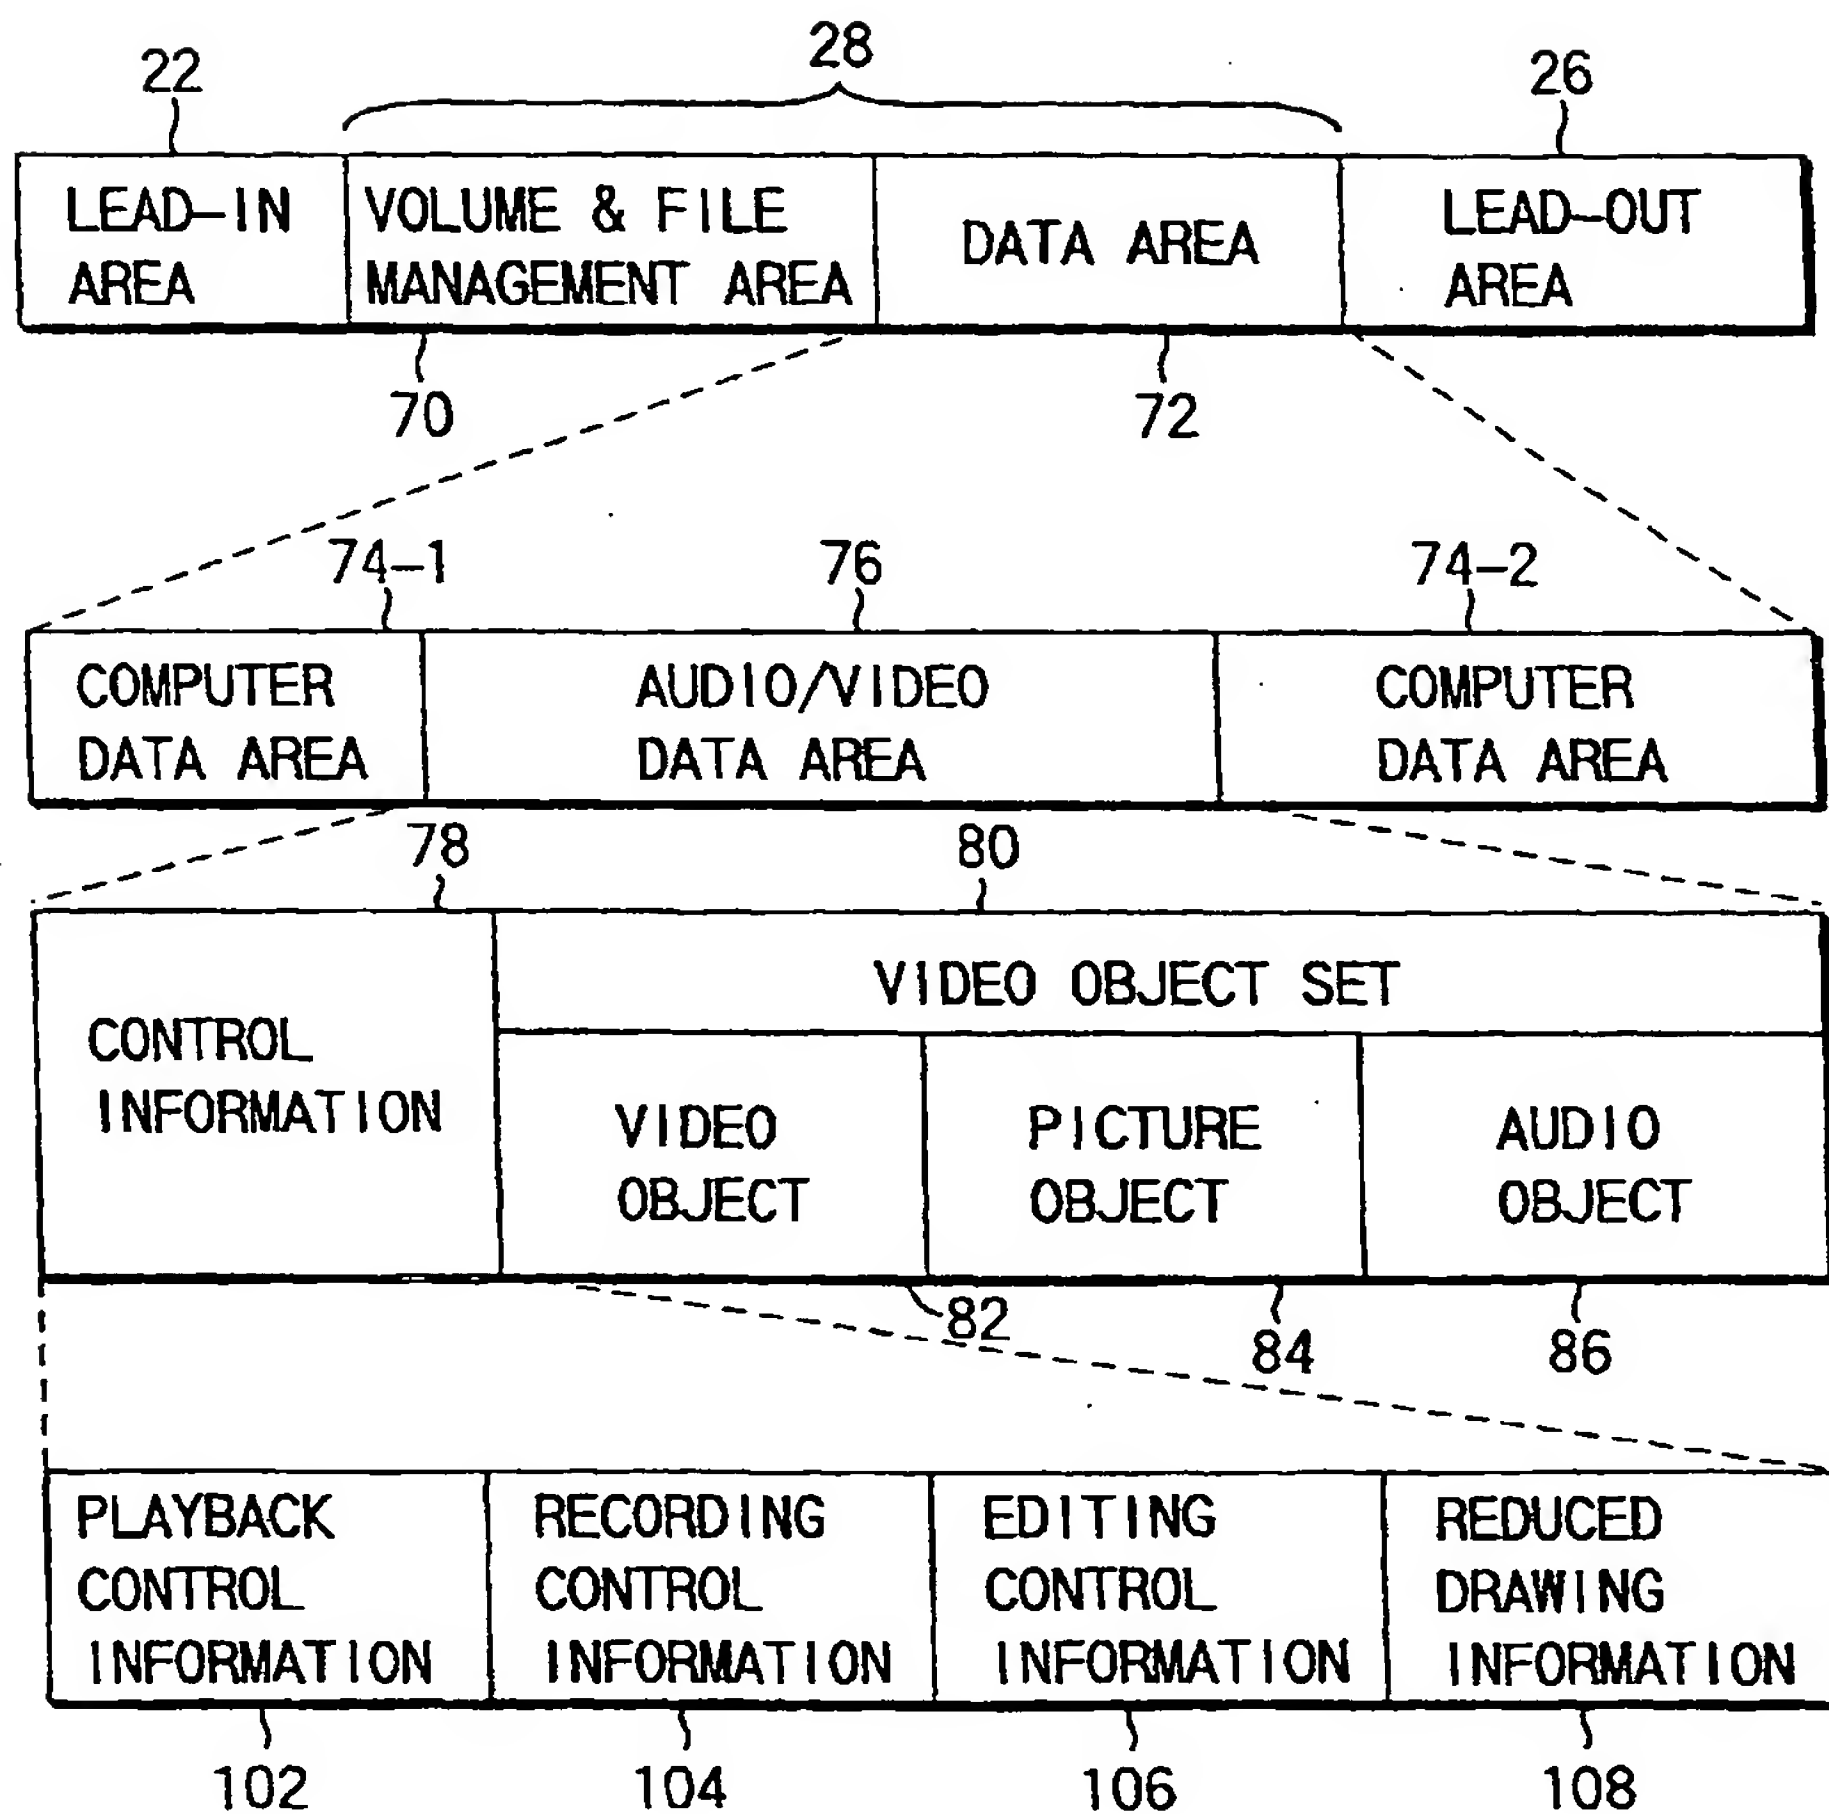 28
22
26
LEAD-IN
AREA
VOLUME & FILE
MANAGEMENT AREA
DATA AREA
LEAD-OUT
AREA
70
72
74-1
76
74-2
COMPUTER
DATA AREA
AUDIO/VIDEO
DATA AREA
COMPUTER
DATA AREA
78
80
CONTROL
INFORMATION
VIDEO OBJECT SET
VIDEO
OBJECT
PICTURE
OBJECT
AUDIO
OBJECT
82
84
86
PLAYBACK
CONTROL
INFORMATION
RECORDING
CONTROL
INFORMATION
EDITING
CONTROL
INFORMATION
REDUCED
DRAWING
INFORMATION
102
104
106
108